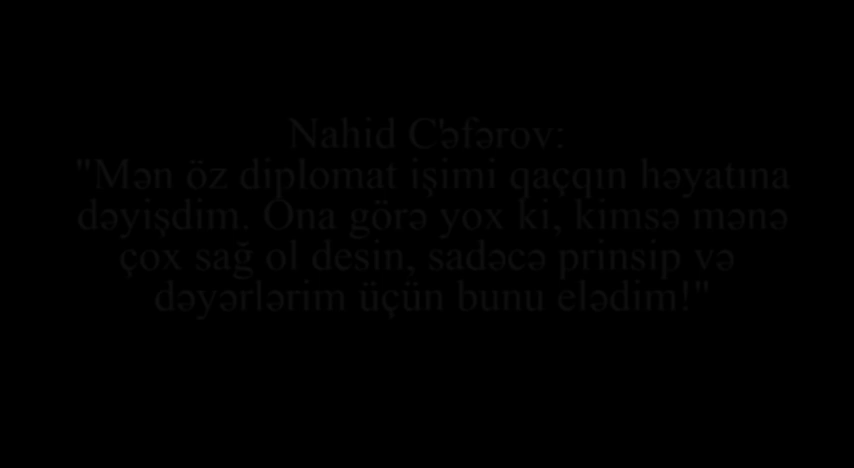 Nahid Cəfərov:
"Mən öz diplomat işimi qaçqın həyatına
dəyişdim. Ona görə yox ki, kimsə mənə
çox sağ ol desin, sadəcə prinsip və
dəyərlərim üçün bunu elədim!"